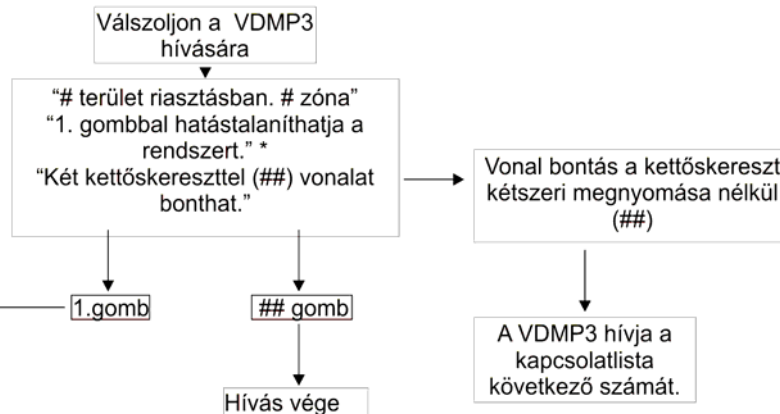 Válszoljon a VDMP3
hívására
“# terület riasztásban. # zóna”
“1. gombbal hatástalaníthatja a
rendszert.” *
“Két kettőskereszttel (##) vonalat
bonthat.”
Vonal bontás a kettőskereszt
kétszeri megnyomása nélkül
(##)
1.gomb
## gomb
A VDMP3 hívja a
kapcsolatlista
következő számát.
Hívás vége